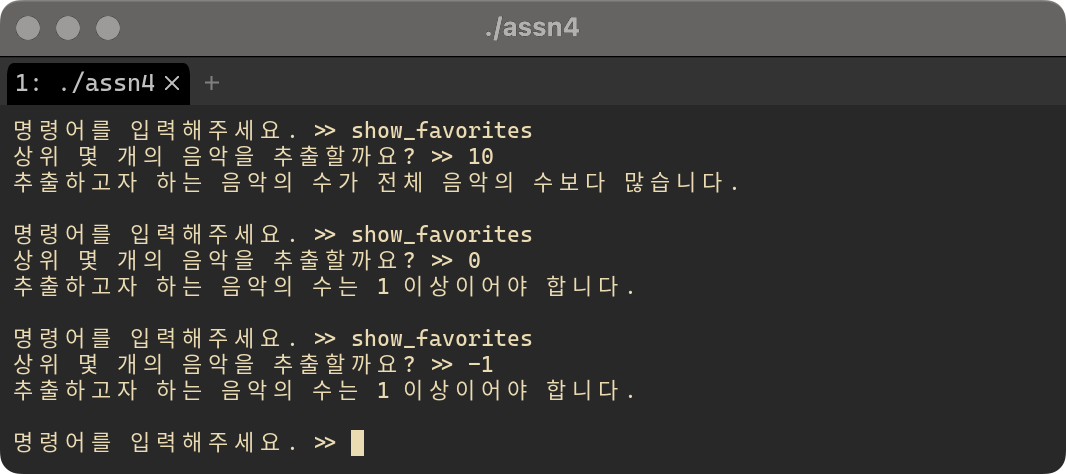 ./assn4
1: ./assn4 × +
명령어를 입력해주세요. >> show_favorites
상위 몇 개의 음악을 추출할까요? >> 10
추출하고자 하는 음악의 수가 전체 음악의 수보다 많습니다.
명령어를 입력해주세요. >> show_favorites
상위 몇 개의 음악을 추출할까요? >> 0
추출하고자 하는 음악의 수는 1 이상이어야 합니다.
명령어를 입력해주세요. >> show_favorites
상위 몇 개의 음악을 추출할까요? >> -1
추출하고자 하는 음악의 수는 1 이상이어야 합니다.
명령어를 입력해주세요. >>